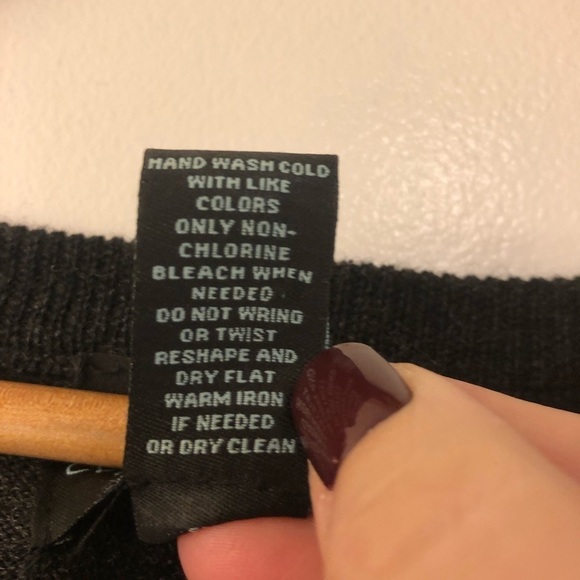 HAND WASH COLD
WITH LIKE
COLORS
ONLY NON-
CHLORINE
BLEACH WHEN
NEEDED
DO NOT WRING
OR TWIST
RESHAPE AND
DRY FLAT
WARM IRON
IF NEEDED
OR DRY CLEAN